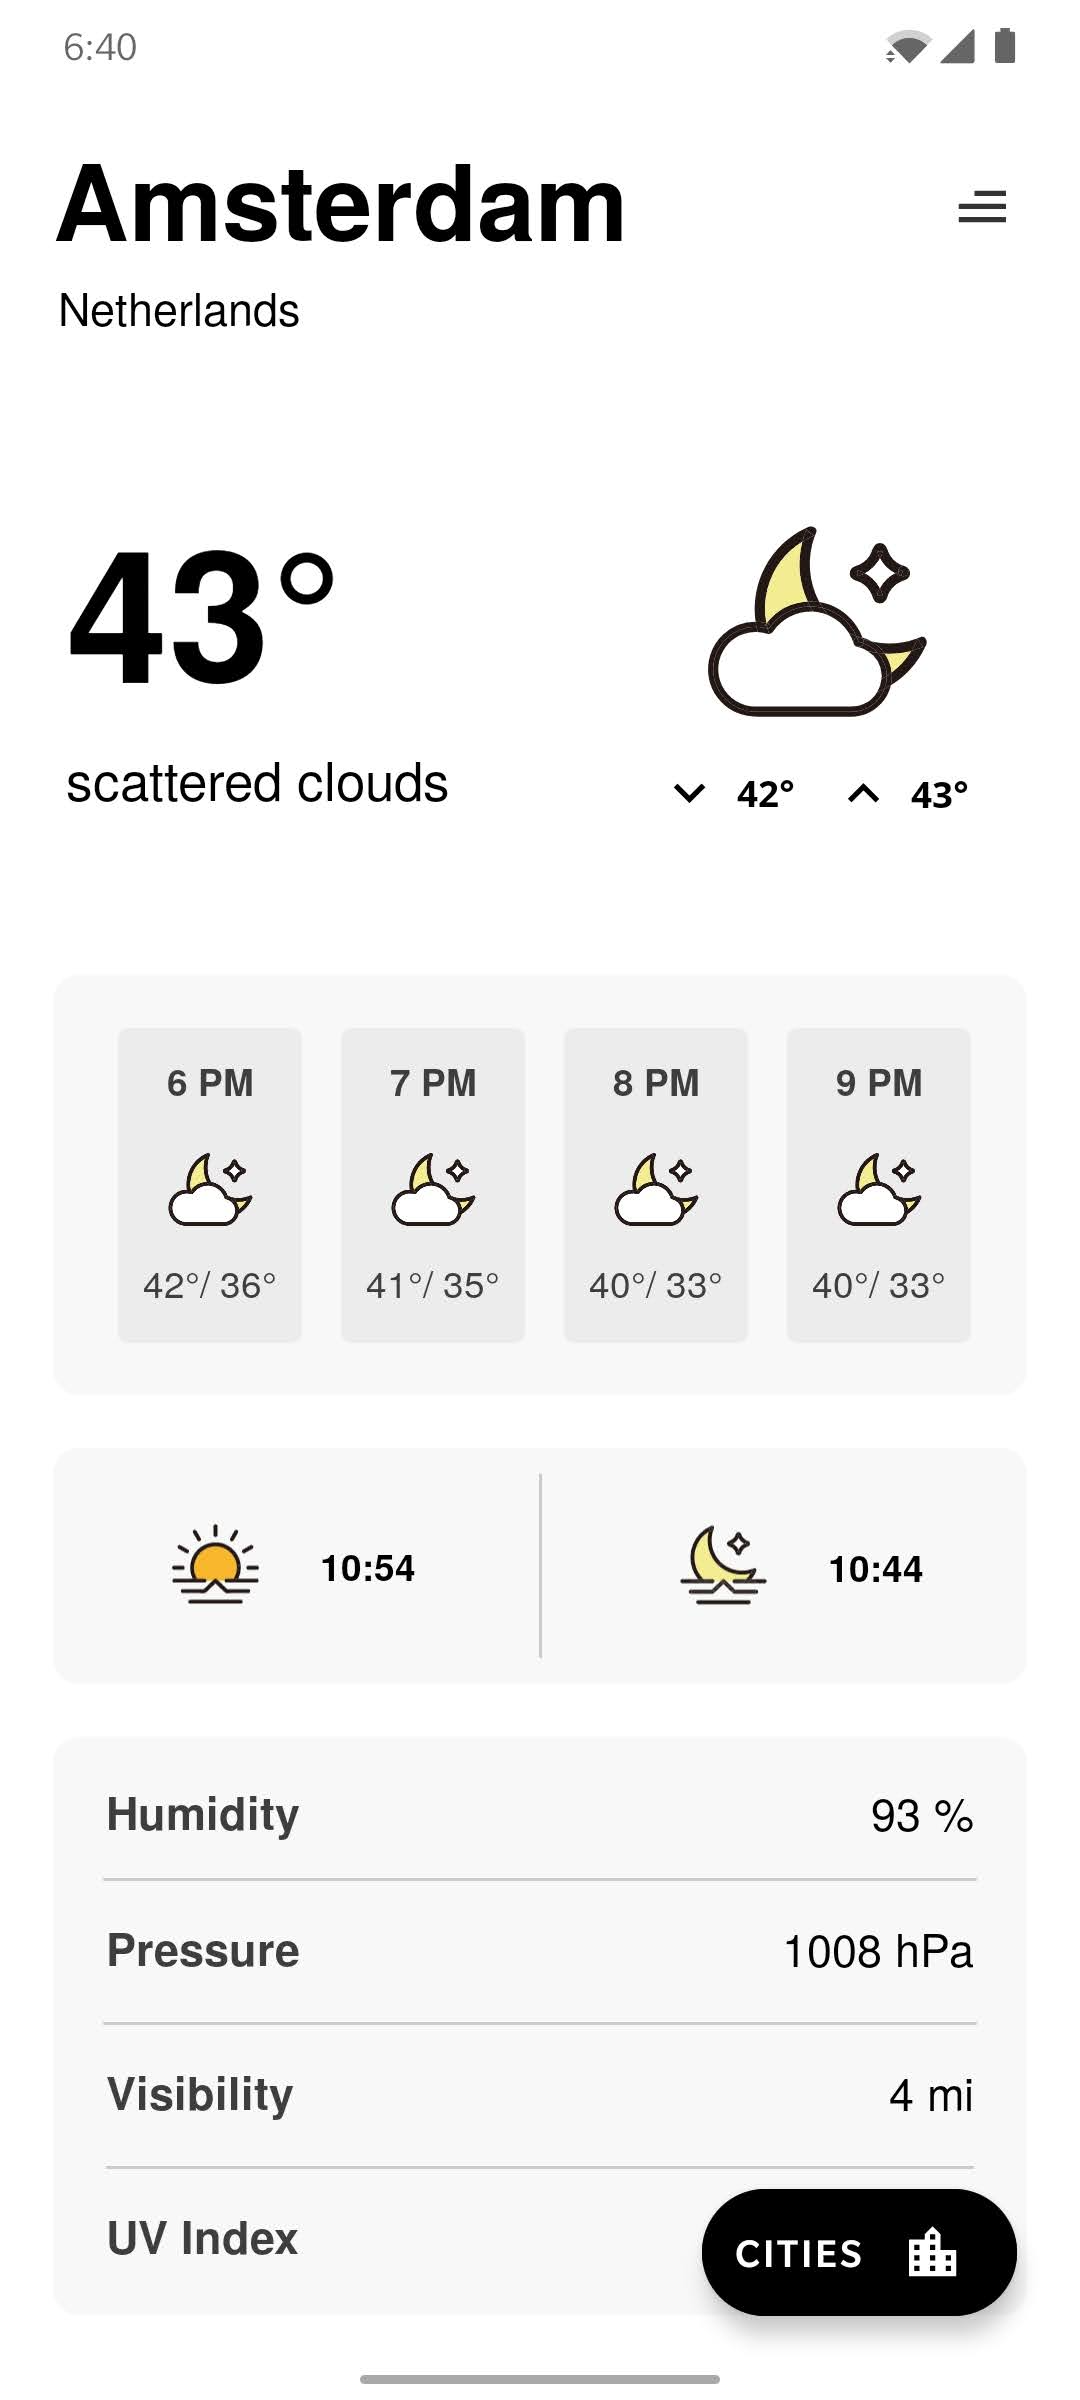 6:40
Amsterdam
Netherlands
43°
scattered clouds
42° 43°
6 PM 7 PM 8 PM 9 PM
42°/ 36° 41°/ 35° 40°/ 33° 40°/ 33°
10:54 10:44
Humidity 93 %
Pressure 1008 hPa
Visibility 4 mi
UV Index
CITIES